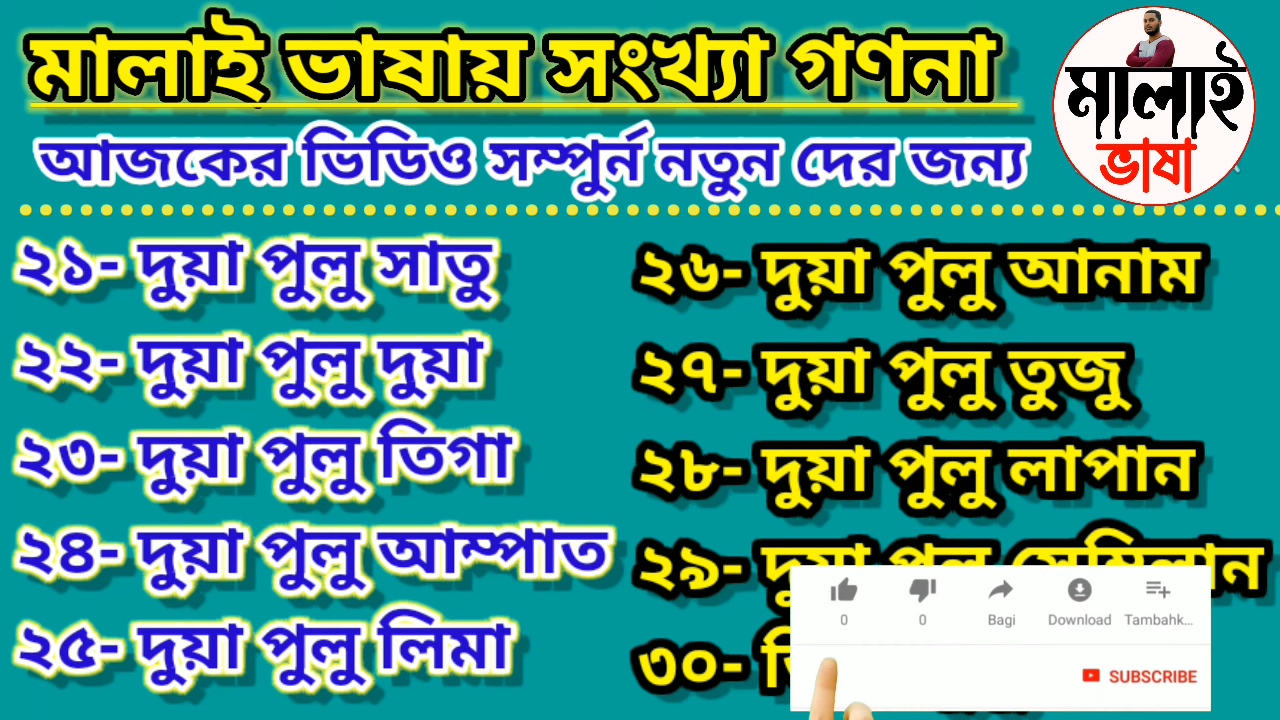 মালাই ভাষায় সংখ্যা গণনা
মালাই
ভাষা
আজকের ভিডিও সম্পুর্ন নতুন দের জন্য
২১- দুয়া পুলু সাতু
২২- দুয়া পুলু দুয়া
২৩- দুয়া পুলু তিগা
২৪- দুয়া পুলু আম্পাত
২৫- দুয়া পুলু লিমা
২৬- দুয়া পুলু আনাম
২৭- দুয়া পুলু তুজু
২৮- দুয়া পুলু লাপান
২৯- দুয়া পুলু সেম্বিলান
৩০-
0 0 Bagi Download Tambahk...
SUBSCRIBE